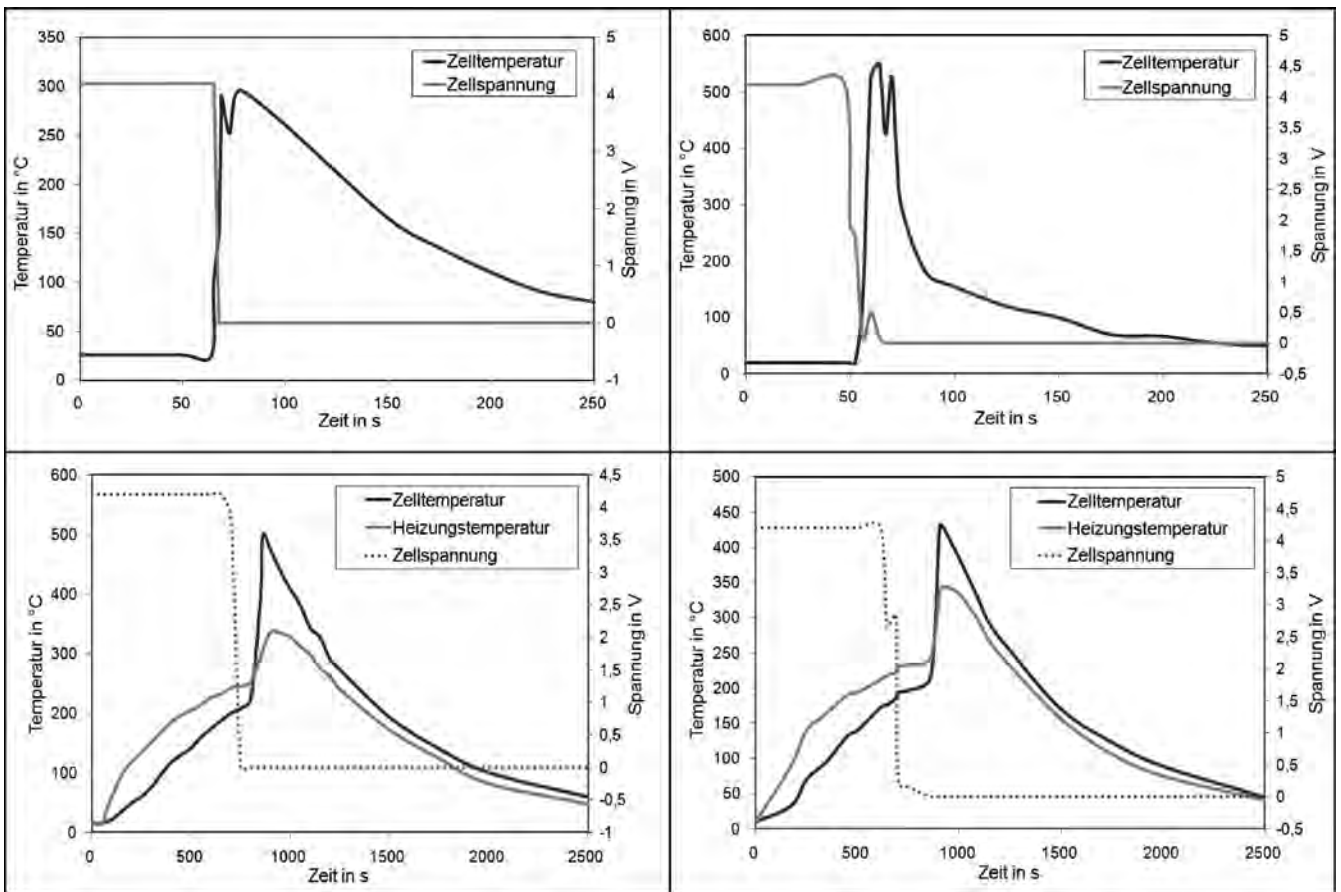 350
300
250
200
150
100
50
0
Temperatur in °C
5
4
3
2
1
0
-1
Spannung in V
Zelltemperatur
Zellspannung
0 50 100 150 200 250
Zeit in s
600
500
400
300
200
100
0
Temperatur in °C
5
4,5
4
3,5
3
2,5
2
1,5
1
0,5
0
-0,5
Spannung in V
Zelltemperatur
Zellspannung
0 50 100 150 200 250
Zeit in s
600
500
400
300
200
100
0
Temperatur in °C
4,5
4
3,5
3
2,5
2
1,5
1
0,5
0
-0,5
-1
Spannung in V
Zelltemperatur
Heizungstemperatur
Zellspannung
0 500 1000 1500 2000 2500
Zeit in s
500
450
400
350
300
250
200
150
100
50
0
Temperatur in °C
5
4,5
4
3,5
3
2,5
2
1,5
1
0,5
0
-0,5
Spannung in V
Zelltemperatur
Heizungstemperatur
Zellspannung
0 500 1000 1500 2000 2500
Zeit in s